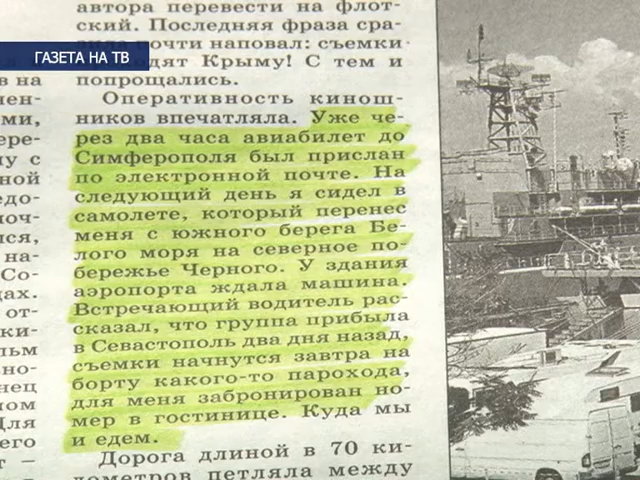 ГАЗЕТА НА ТВ
автора перевести на флот-
ский. Последняя фраза сра-
почти наповал: съемки
Крыму! С тем и
попрощались.
Оперативность киношников впечатляла. Уже че-
рез два часа авиабилет до
Симферополя был прислан
по электронной почте. На
следующий день я сидел в
самолете, который перенес
меня с южного берега Бе-
лого моря на северное по-
бережье Черного. У здания
аэропорта ждала машина.
Встречающий водитель рас-
сказал, что группа прибыла
в Севастополь два дня назад,
съемки начнутся завтра на
борту какого-то парохода,
для меня забронирован но-
мер в гостинице. Куда мы
и едем.
Дорога длиной в 70 ки-
лометров петляла между